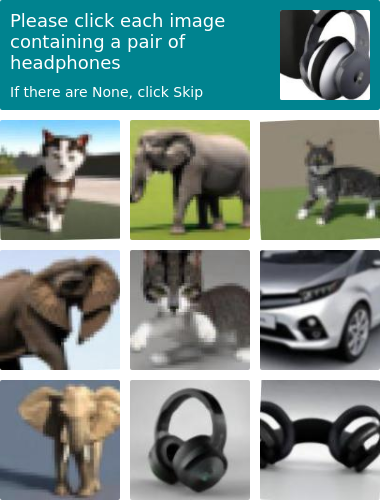 Please click each image
containing a pair of
headphones
If there are None, click Skip